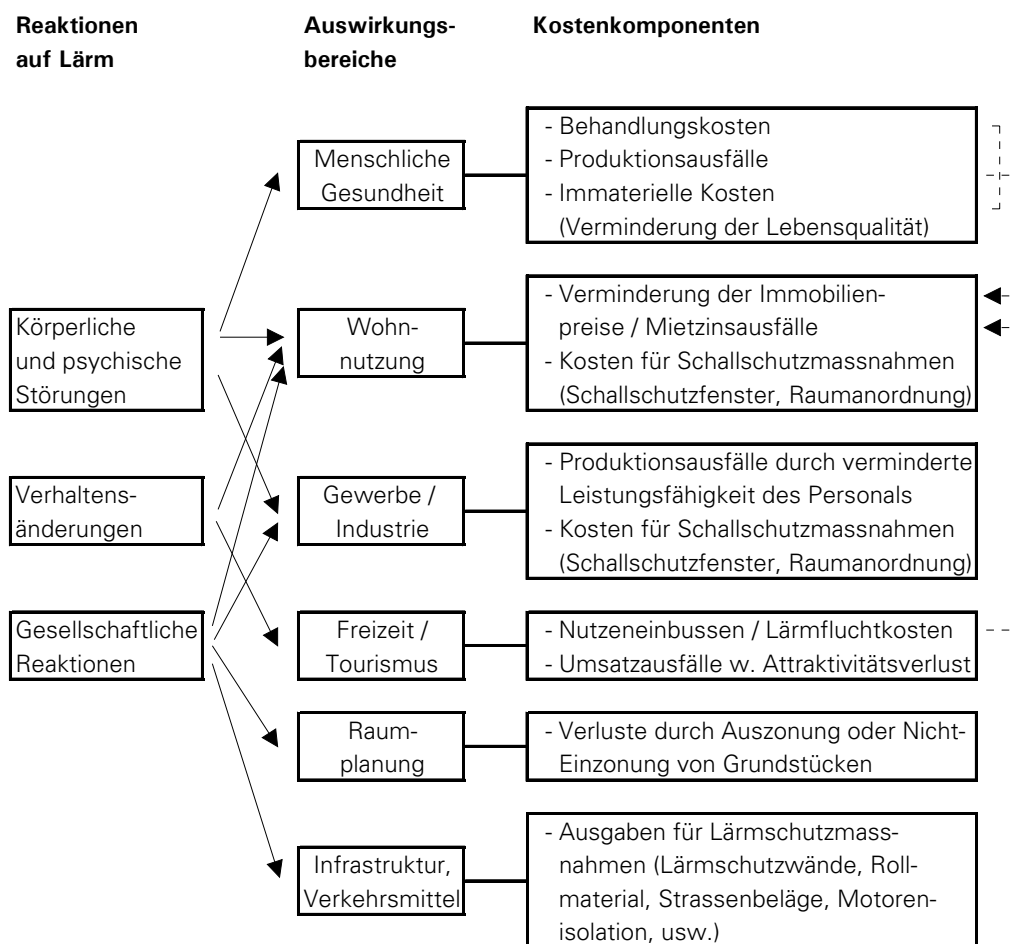 Reaktionen
auf Lärm
Auswirkungs-
bereiche
Kostenkomponenten
Menschliche
Gesundheit
- Behandlungskosten
- Produktionsausfälle
- Immaterielle Kosten
(Verminderung der Lebensqualität)
Körperliche
und psychische
Störungen
Wohn-
nutzung
- Verminderung der Immobilien-
preise / Mietzinsausfälle
- Kosten für Schallschutzmassnahmen
(Schallschutzfenster, Raumanordnung)
Verhaltens-
änderungen
Gewerbe /
Industrie
- Produktionsausfälle durch verminderte
Leistungsfähigkeit des Personals
- Kosten für Schallschutzmassnahmen
(Schallschutzfenster, Raumanordnung)
Gesellschaftliche
Reaktionen
Freizeit /
Tourismus
- Nutzeneinbussen / Lärmfluchtkosten
- Umsatzausfälle w. Attraktivitätsverlust
Raum-
planung
- Verluste durch Auszonung oder Nicht-
Einzonung von Grundstücken
Infrastruktur,
Verkehrsmittel
- Ausgaben für Lärmschutzmass-
nahmen (Lärmschutzwände, Roll-
material, Strassenbeläge, Motoren-
isolation, usw.)